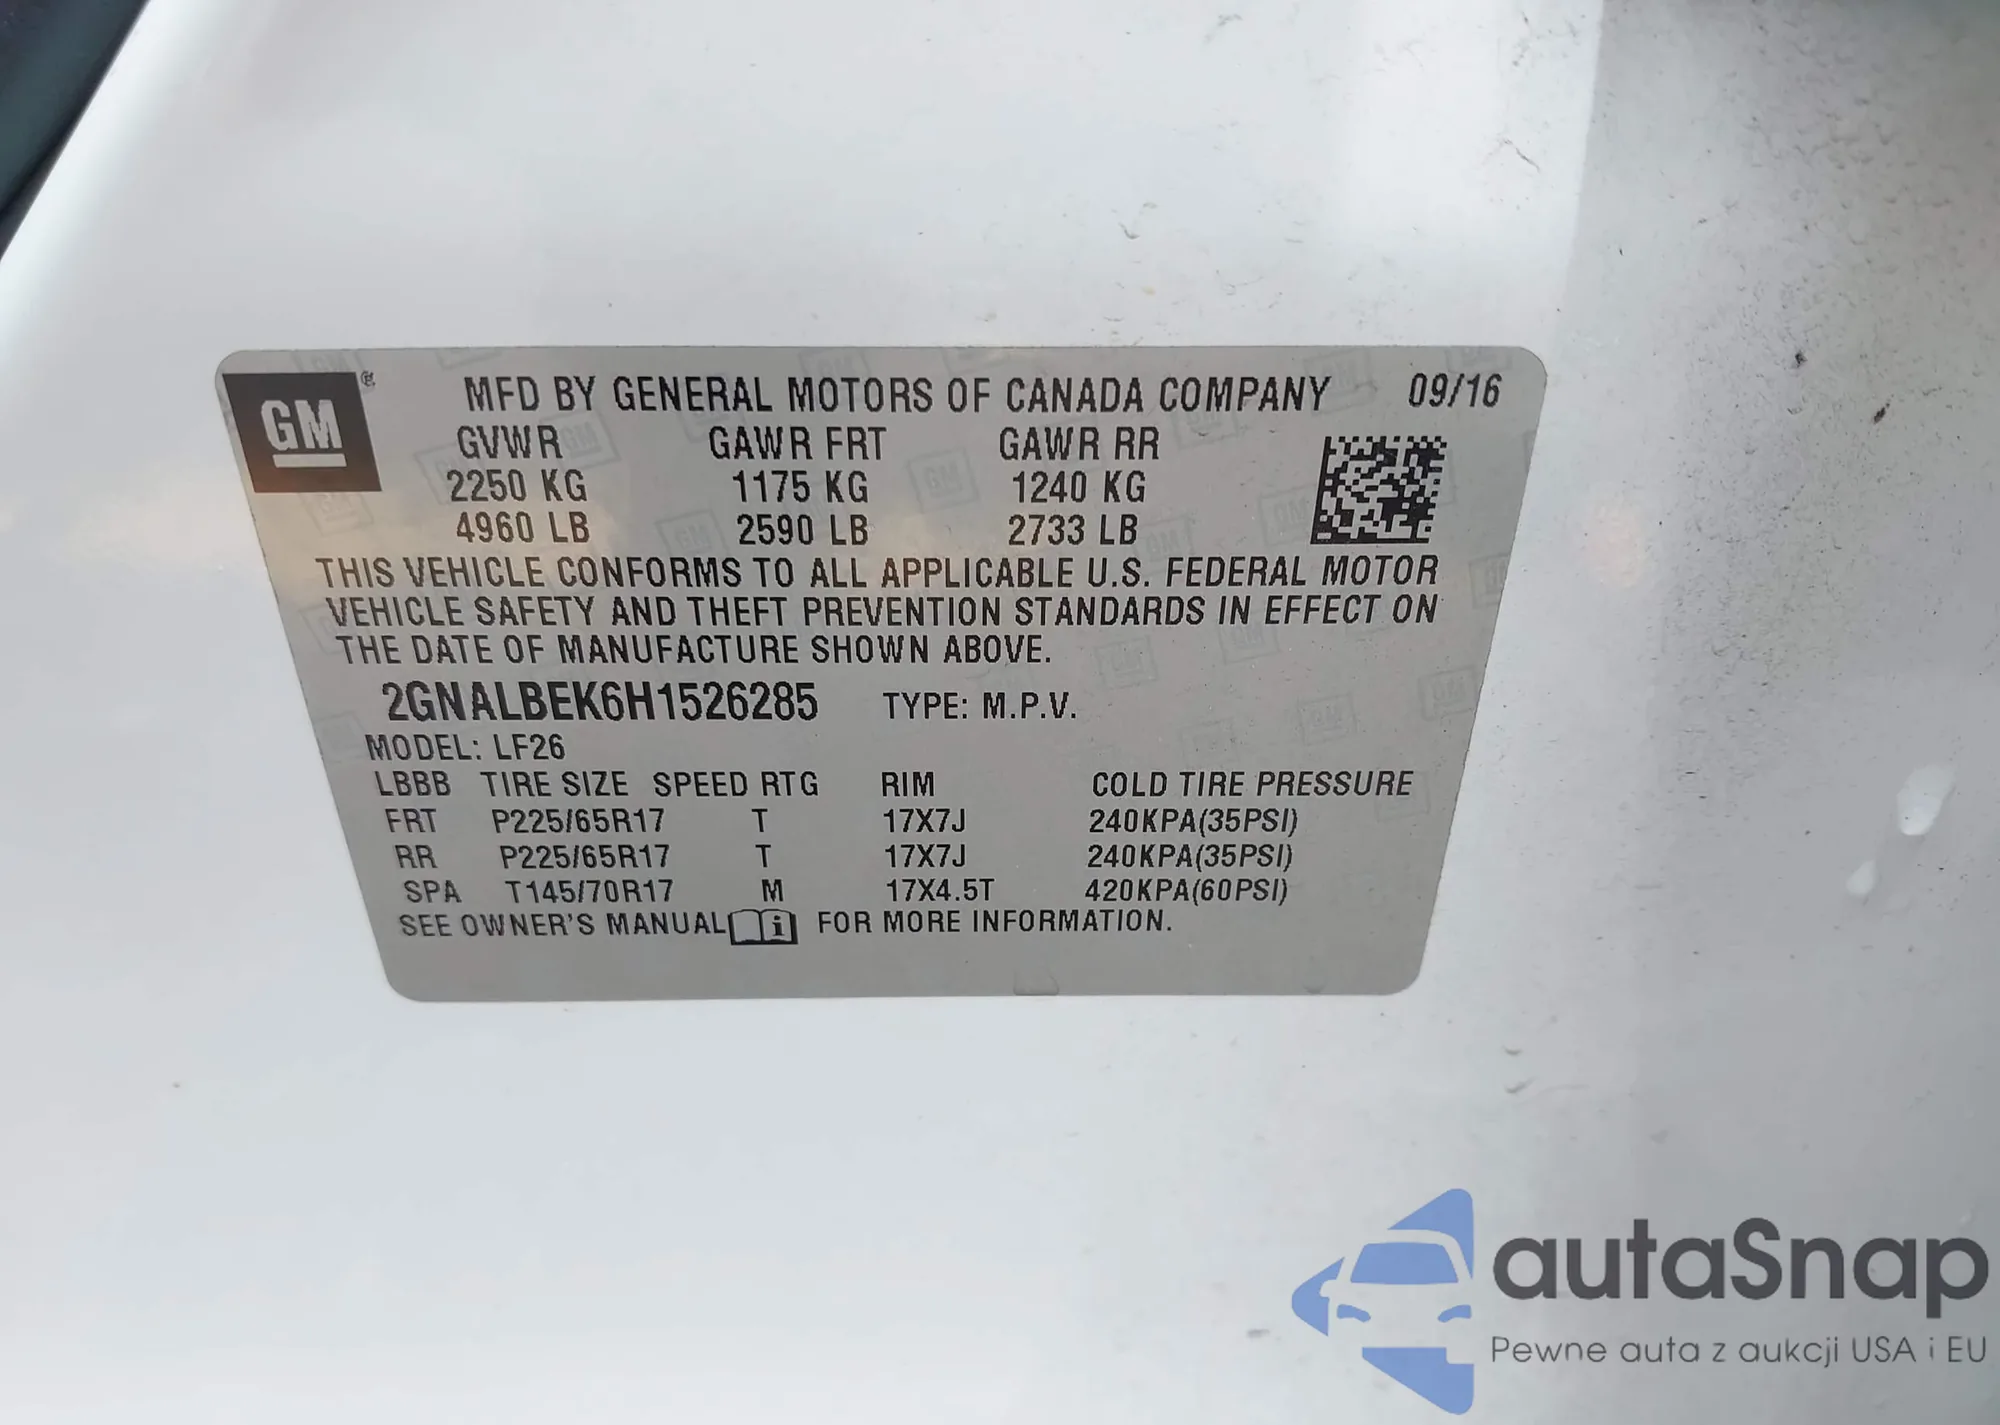 GM®
MFD BY GENERAL MOTORS OF CANADA COMPANY 09/16
GVWR GAWR FRT GAWR RR
2250 KG 1175 KG 1240 KG
4960 LB 2590 LB 2733 LB
THIS VEHICLE CONFORMS TO ALL APPLICABLE U.S. FEDERAL MOTOR
VEHICLE SAFETY AND THEFT PREVENTION STANDARDS IN EFFECT ON
THE DATE OF MANUFACTURE SHOWN ABOVE.
2GNALBEK6H1526285 TYPE: M.P.V.
MODEL: LF26
LBBB TIRE SIZE SPEED RTG RIM COLD TIRE PRESSURE
FRT P225/65R17 T 17X7J 240KPA(35PSI)
RR P225/65R17 T 17X7J 240KPA(35PSI)
SPA T145/70R17 M 17X4.5T 420KPA(60PSI)
SEE OWNER'S MANUAL i FOR MORE INFORMATION.
autaSnap
Pewne auta z aukcji USA i EU